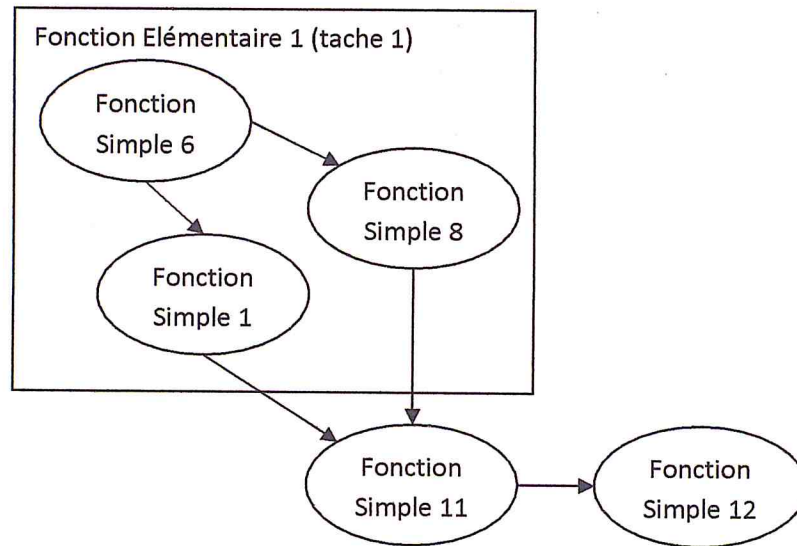 Fonction Elémentaire 1 (tache 1)
Fonction
Simple 6
Fonction
Simple 8
Fonction
Simple 1
Fonction
Simple 11
Fonction
Simple 12